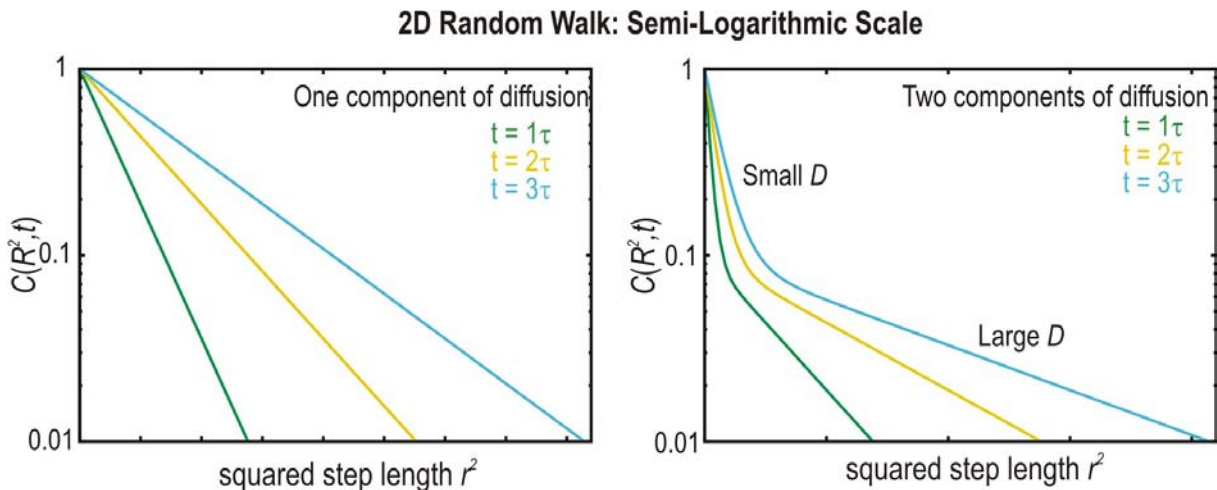 2D Random Walk: Semi-Logarithmic Scale
1
One component of diffusion
t = 1τ
t = 2τ
t = 3τ
0.1
0.01
C(R²,t)
squared step length r²
1
Two components of diffusion
t = 1τ
t = 2τ
t = 3τ
Small D
0.1
Large D
0.01
C(R²,t)
squared step length r²